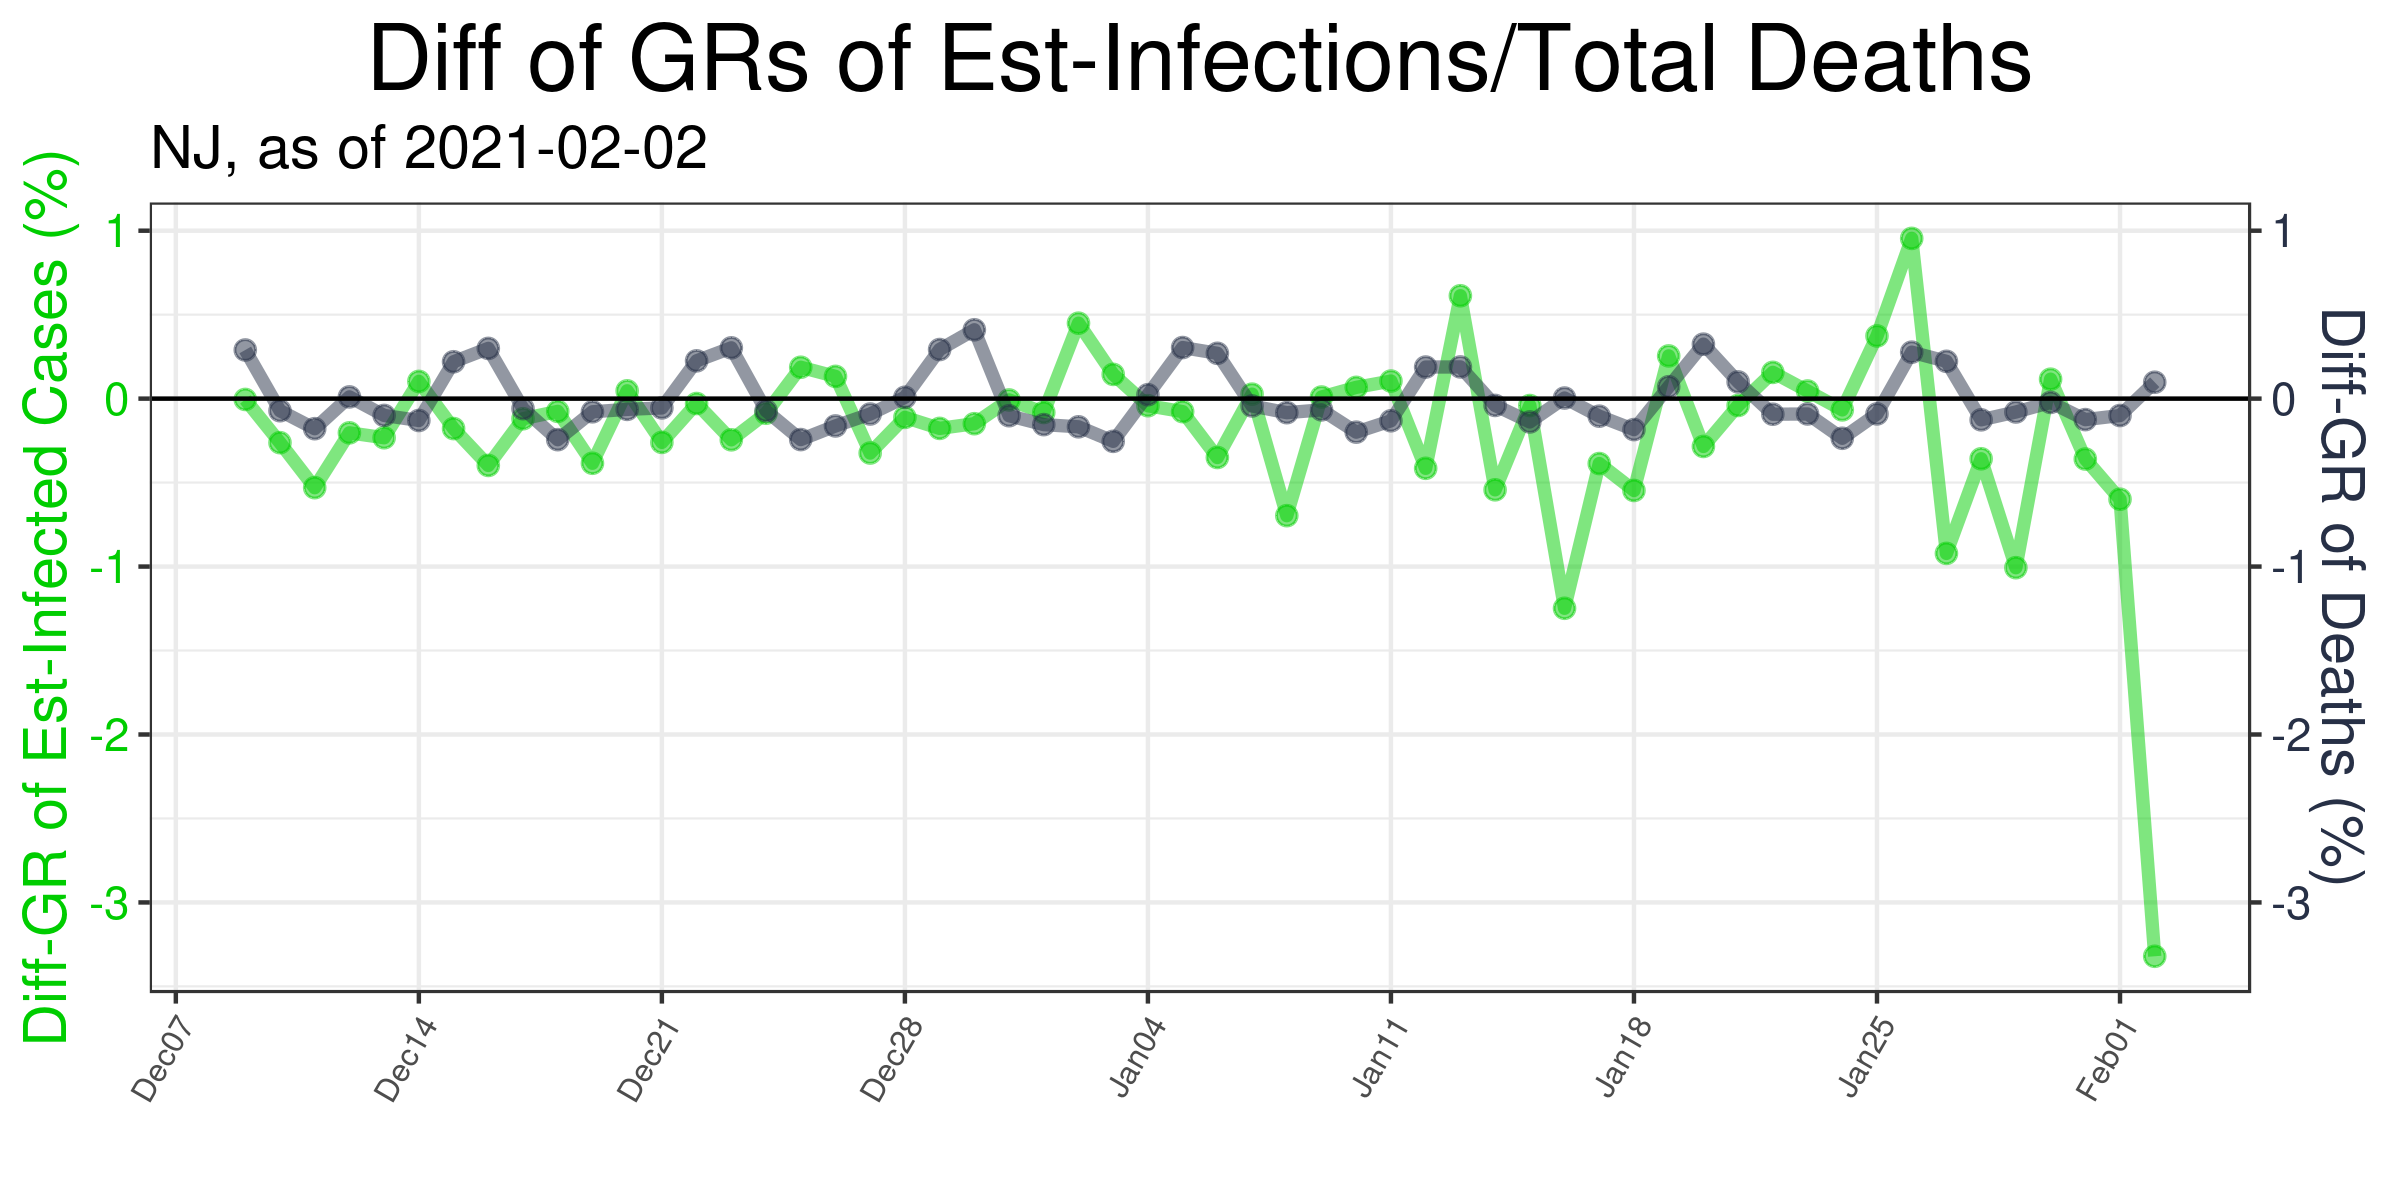 Diff of GRs of Est-Infections/Total Deaths
NJ, as of 2021-02-02
Diff-GR of Est-Infected Cases (%)
1
0
-1
-2
-3
1
0
-1
-2
-3
Diff-GR of Deaths (%)
Dec07
Dec14
Dec21
Dec28
Jan04
Jan11
Jan18
Jan25
Feb01